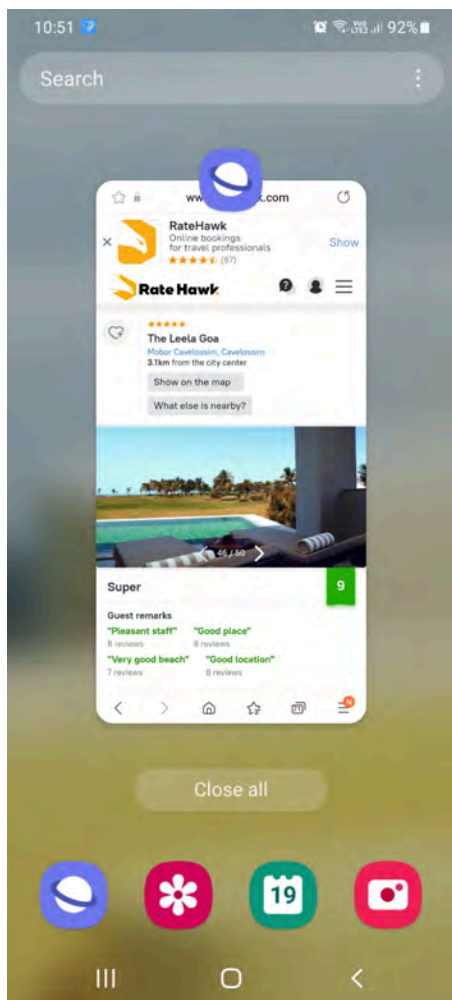 10:51 92%
Search
RateHawk
Online bookings
for travel professionals
(67)
Show
Rate Hawk
The Leela Goa
Mobor Cavelossim, Cavelossim
3.1km from the city center
Show on the map
What else is nearby?
46 / 50
Super
9
Guest remarks
"Pleasant staff" "Good place"
8 reviews 8 reviews
"Very good beach" "Good location"
7 reviews 6 reviews
N
Close all
19